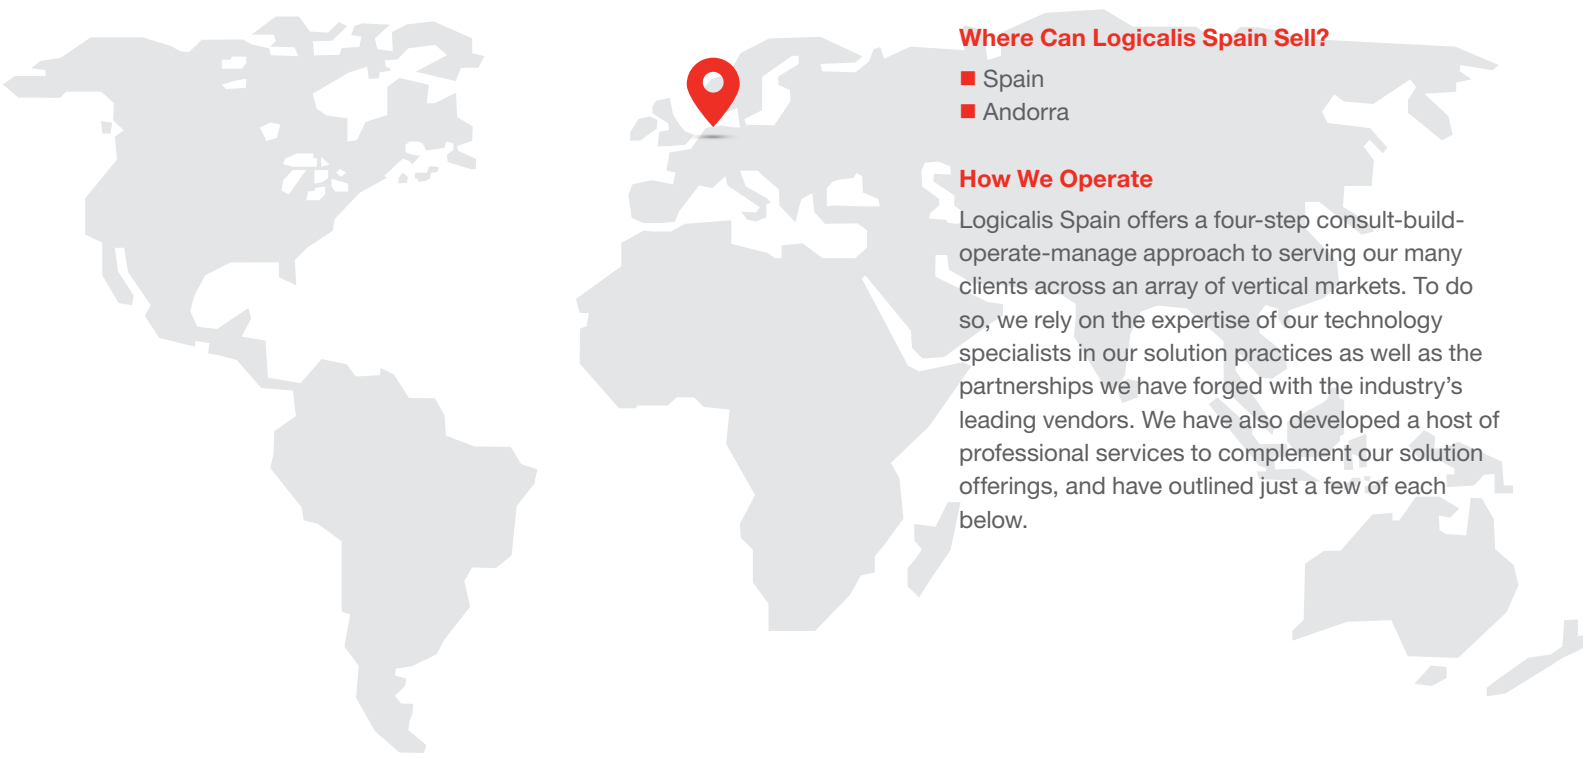 Where Can Logicalis Spain Sell?
Spain
Andorra
How We Operate
Logicalis Spain offers a four-step consult-build-
operate-manage approach to serving our many
clients across an array of vertical markets. To do
so, we rely on the expertise of our technology
specialists in our solution practices as well as the
partnerships we have forged with the industry’s
leading vendors. We have also developed a host of
professional services to complement our solution
offerings, and have outlined just a few of each
below.